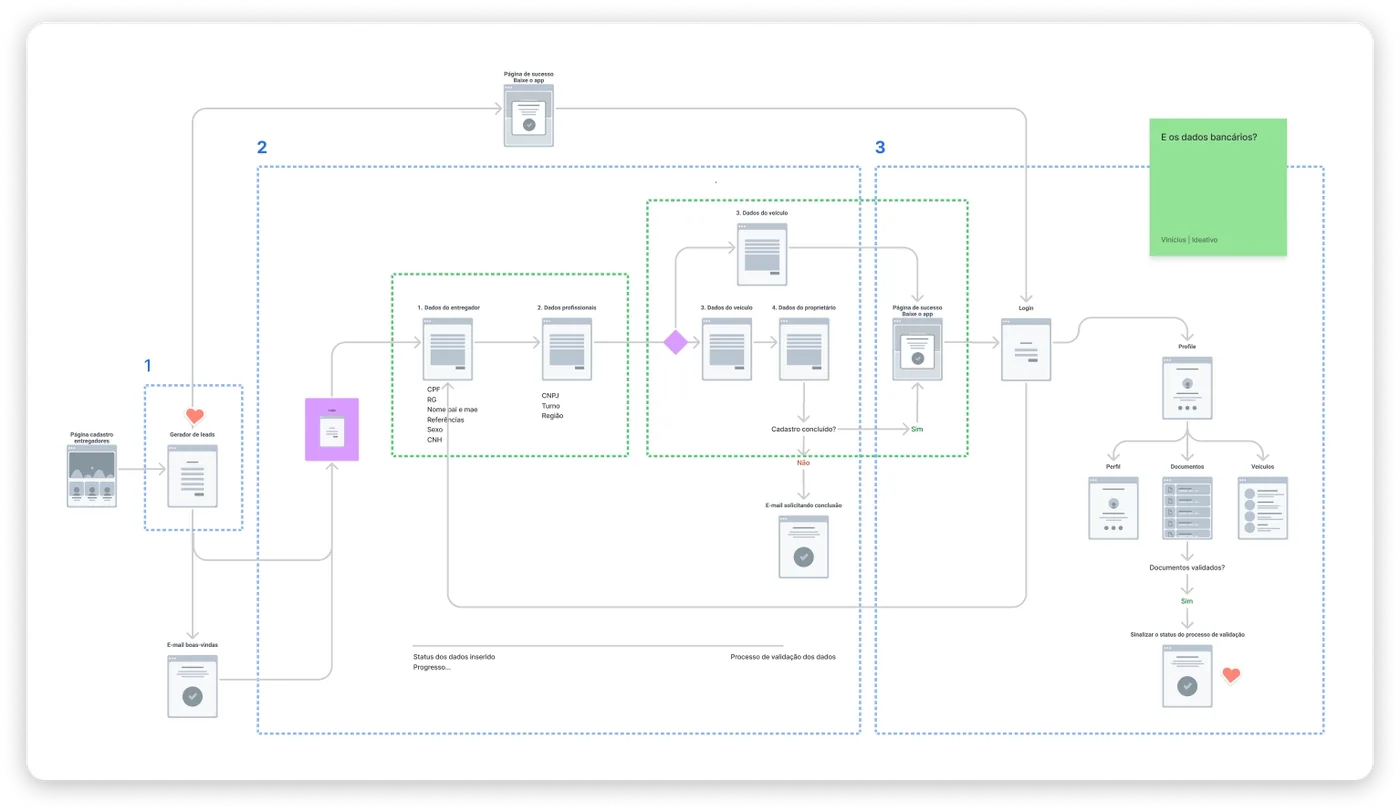 Página de sucesso
Baixe o app
2
3
E os dados bancários?
Vinícius | Ideativo
3. Dados do veículo
1. Dados do entregador
2. Dados profissionais
3. Dados do veículo
4. Dados do proprietário
Página de sucesso
Baixe o app
Login
Profile
1
CPF
RG
Nome pai e mae
Referências
Sexo
CNH
CNPJ
Turno
Região
Login
Página cadastro
entregadores
Gerador de leads
Cadastro concluído?
Sim
Não
Perfil
Documentos
Veículos
E-mail solicitando conclusão
Documentos validados?
Sim
Sinalizar o status do processo de validação
E-mail boas-vindas
Status dos dados inserido
Progresso...
Processo de validação dos dados